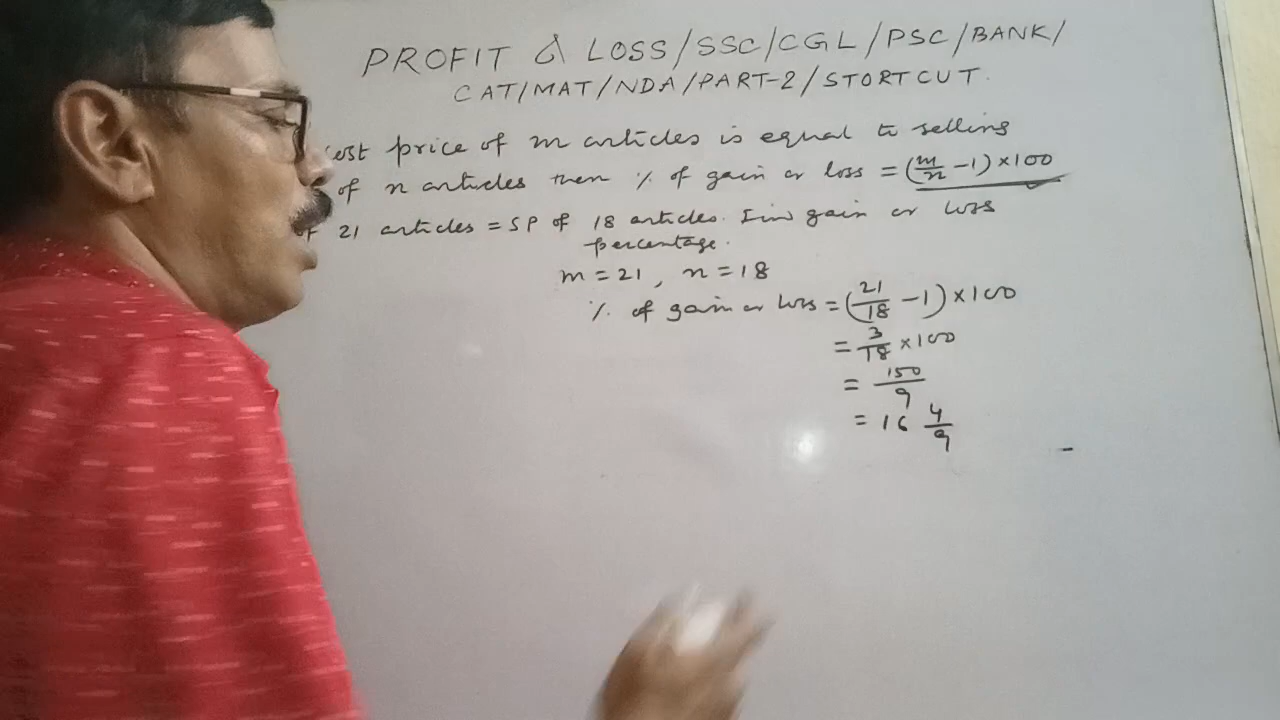 PROFIT & LOSS/SSC/CGL/PSC/BANK/
CAT/MAT/NDA/PART-2/STORTCUT.
cost price of m articles is equal to selling
of n articles then % of gain or loss = (m/n - 1) × 100
of 21 articles = SP of 18 articles. Find gain or loss
percentage.
m = 21, n = 18
% of gain or loss = (21/18 - 1) × 100
= 3/18 × 100
= 150/9
= 16 4/9